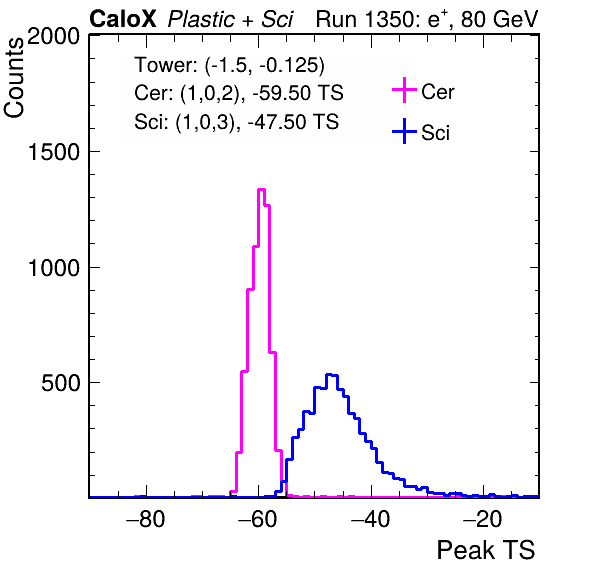 CaloX Plastic + Sci Run 1350: e⁺, 80 GeV
Counts
2000
1500
1000
500
Tower: (-1.5, -0.125)
Cer: (1,0,2), -59.50 TS
Sci: (1,0,3), -47.50 TS
Cer
Sci
−80 −60 −40 −20
Peak TS